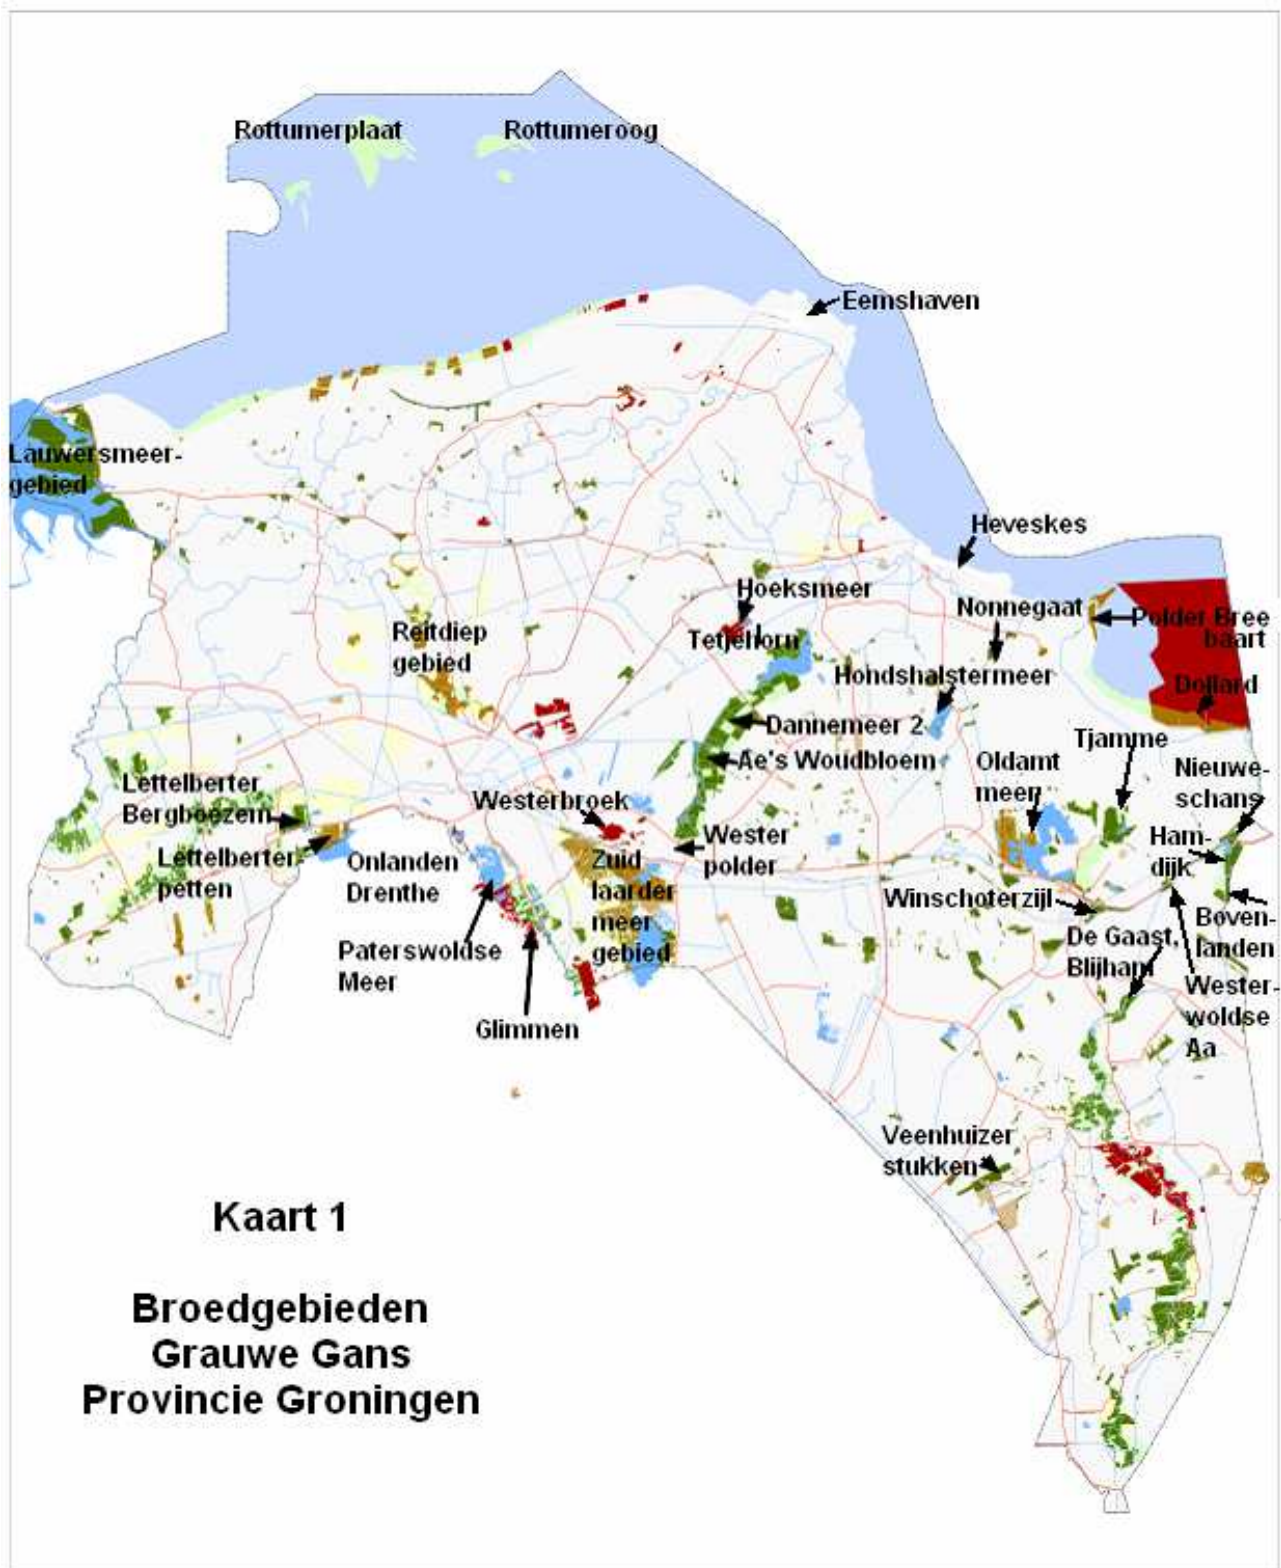 Rottumerplaat
Rottumeroog
Eemshaven
Lauwersmeer-
gebied
Heveskes
Hoeksmeer
Nonnegaat
Polder Bree
baart
Reitdiep
gebied
Tetjehorn
Hondshalstermeer
Dollard
Dannemeer 2
Tjamme
Ae's Woudbloem
Oldamt
meer
Nieuwe-
schans
Lettelberter
Bergboezem
Westerbroek
Wester
polder
Ham-
dijk
Lettelberter-
petten
Onlanden
Drenthe
Zuid
laarder
meer
gebied
Winschoterzijl
Boven-
landen
De Gaast,
Blijham
Paterswoldse
Meer
Wester-
woldse
Aa
Glimmen
Veenhuizer
stukken
Kaart 1
Broedgebieden
Grauwe Gans
Provincie Groningen